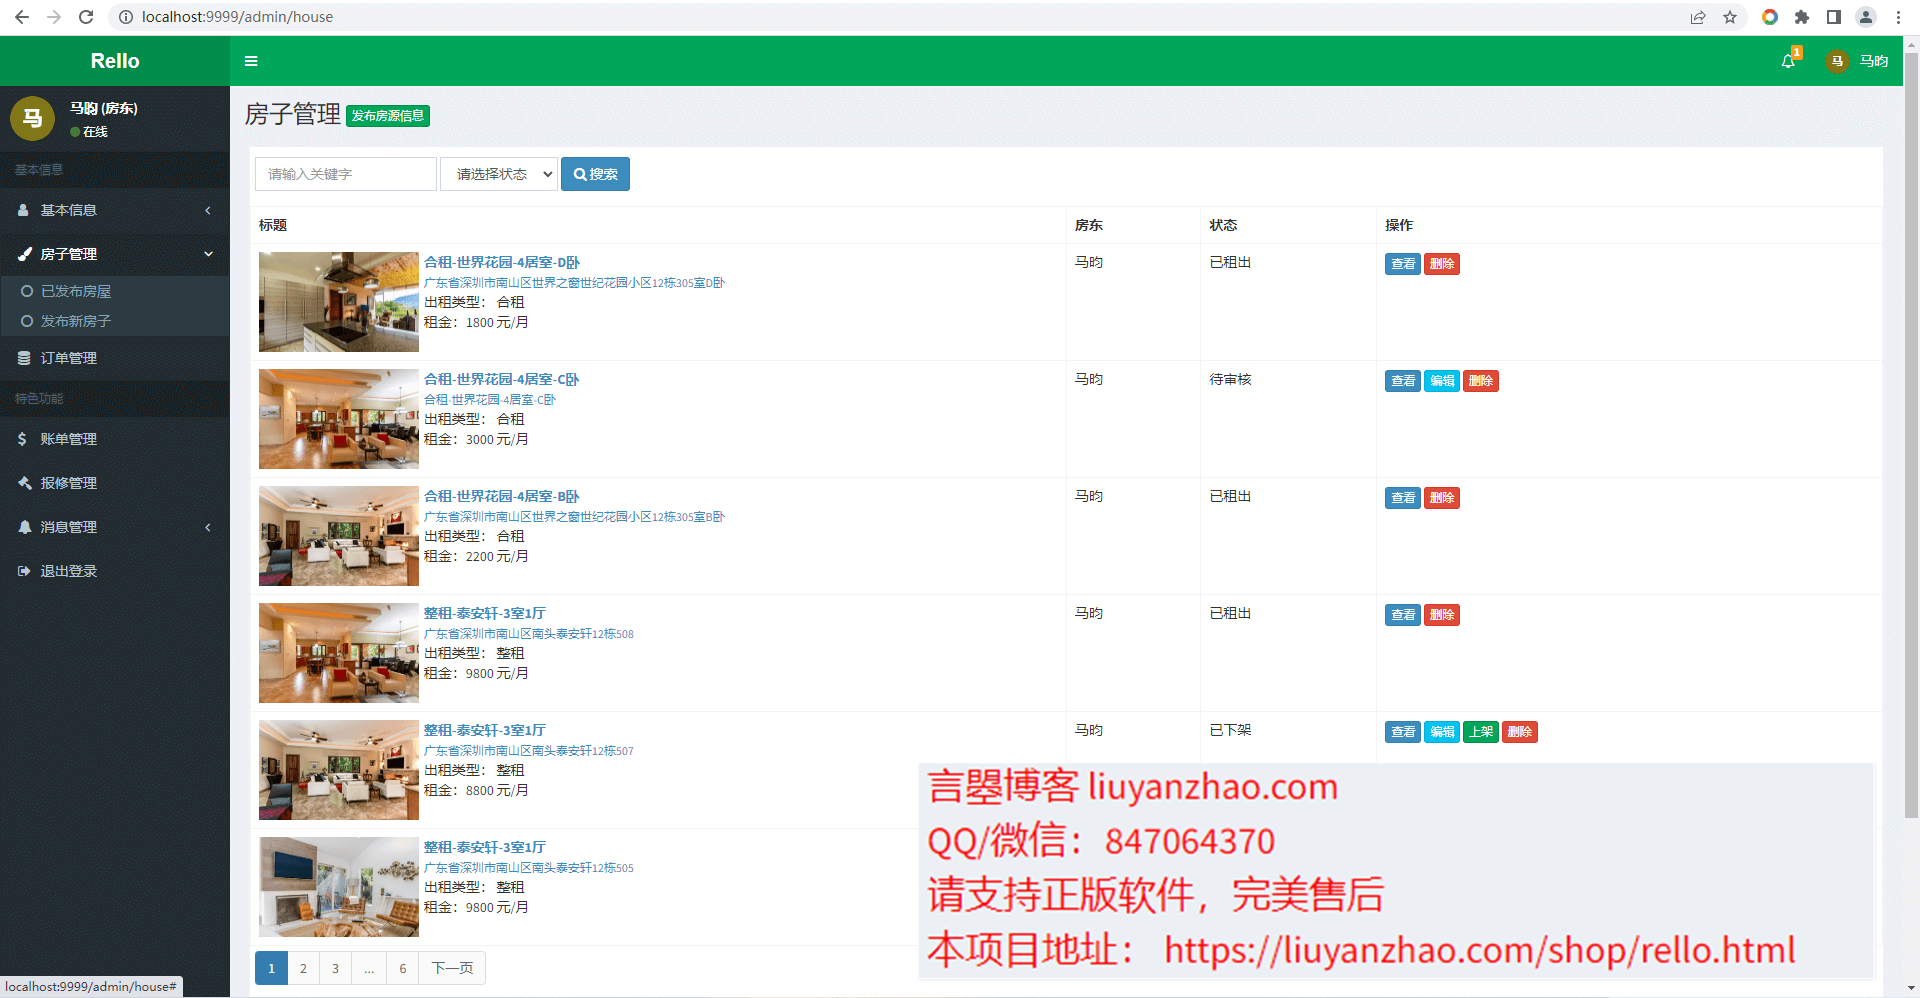 localhost:9999/admin/house
Rello
1
马 马昀
马
马昀 (房东)
在线
基本信息
基本信息
房子管理
已发布房屋
发布新房子
订单管理
特色功能
账单管理
报修管理
消息管理
退出登录
房子管理 发布房源信息
请输入关键字 请选择状态 搜索
标题 房东 状态 操作
合租-世界花园-4居室-D卧 马昀 已租出 查看 删除
广东省深圳市南山区世界之窗世纪花园小区12栋305室D卧
出租类型： 合租
租金：1800 元/月
合租-世界花园-4居室-C卧 马昀 待审核 查看 编辑 删除
合租-世界花园-4居室-C卧
出租类型： 合租
租金：3000 元/月
合租-世界花园-4居室-B卧 马昀 已租出 查看 删除
广东省深圳市南山区世界之窗世纪花园小区12栋305室B卧
出租类型： 合租
租金：2200 元/月
整租-泰安轩-3室1厅 马昀 已租出 查看 删除
广东省深圳市南山区南头泰安轩12栋508
出租类型： 整租
租金：9800 元/月
整租-泰安轩-3室1厅 马昀 已下架 查看 编辑 上架 删除
广东省深圳市南山区南头泰安轩12栋507
出租类型： 整租
租金：8800 元/月
整租-泰安轩-3室1厅
广东省深圳市南山区南头泰安轩12栋505
出租类型： 整租
租金：9800 元/月
言曌博客 liuyanzhao.com
QQ/微信：847064370
请支持正版软件，完美售后
本项目地址： https://liuyanzhao.com/shop/rello.html
1 2 3 ... 6 下一页
localhost:9999/admin/house#